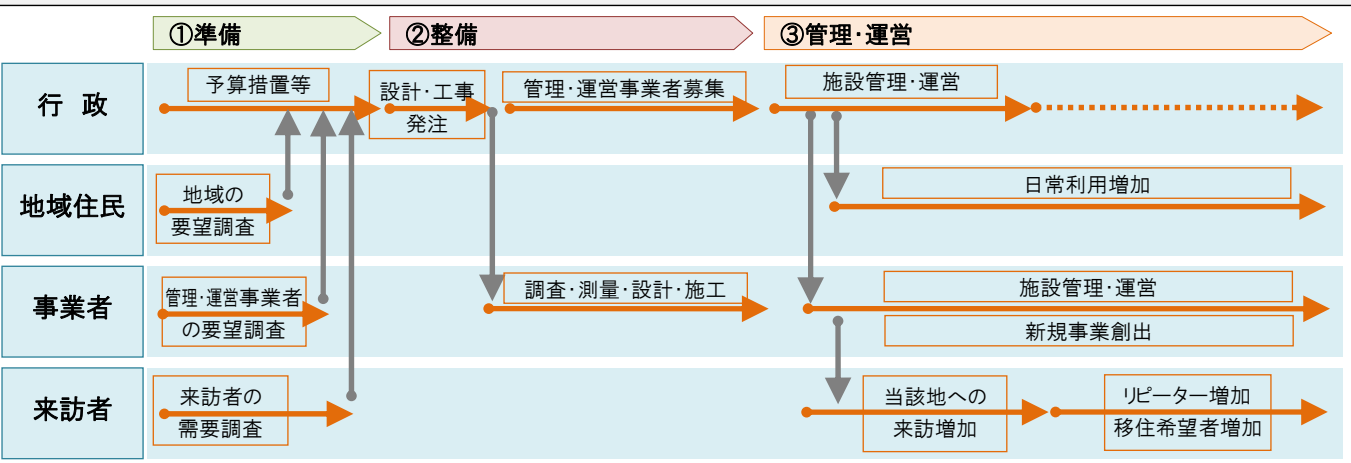 ①準備
②整備
③管理・運営
行 政
予算措置等
設計・工事
発注
管理・運営事業者募集
施設管理・運営
地域住民
地域の
要望調査
日常利用増加
事業者
管理・運営事業者
の要望調査
調査・測量・設計・施工
施設管理・運営
新規事業創出
来訪者
来訪者の
需要調査
当該地への
来訪増加
リピーター増加
移住希望者増加